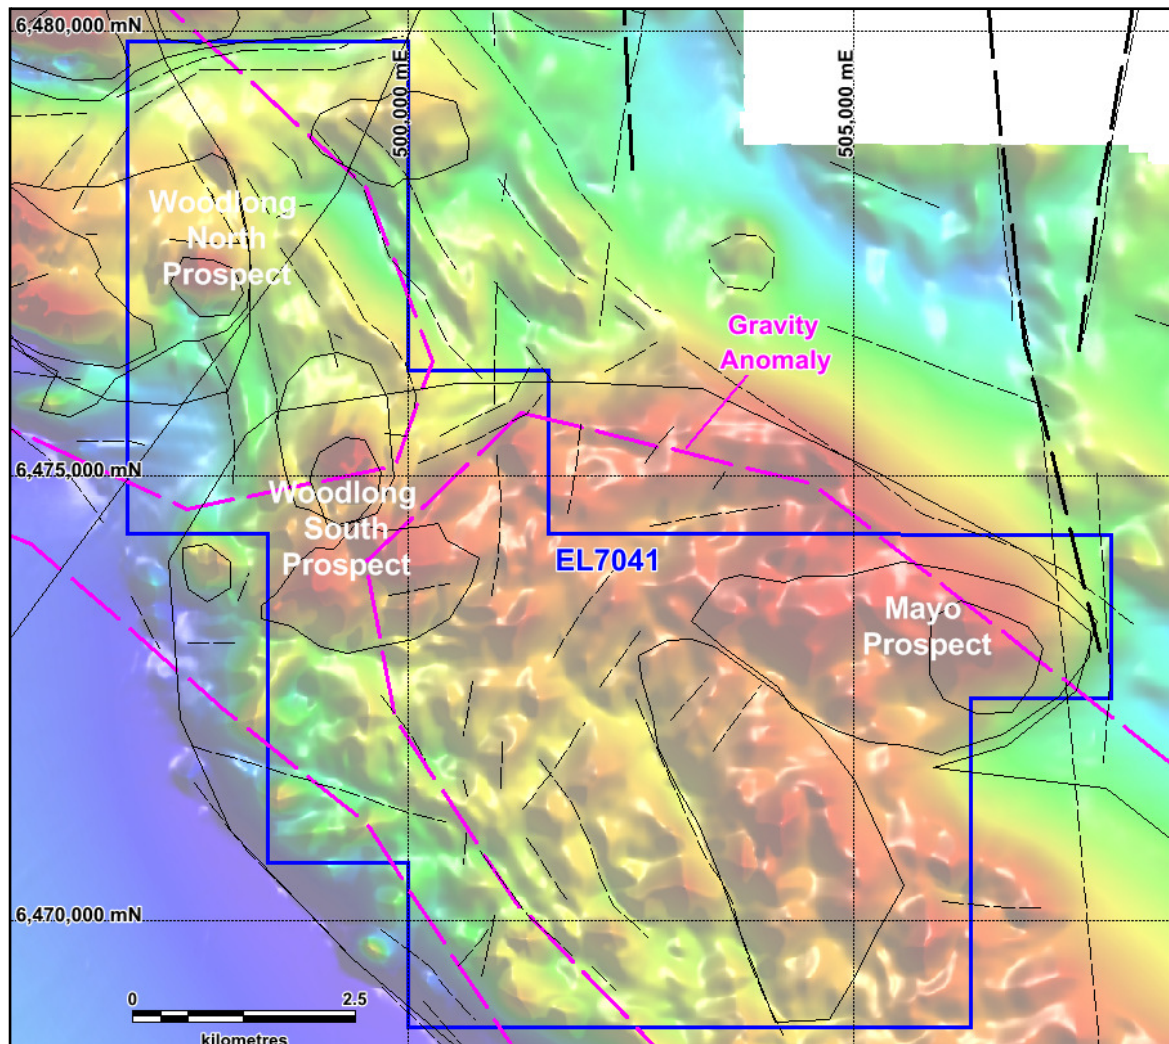 6,480,000 mN
500,000 mE
505,000 mE
Woodlong
North
Prospect
Gravity
Anomaly
6,475,000 mN
Woodlong
South
Prospect
EL7041
Mayo
Prospect
6,470,000 mN
0 2.5
kilometres